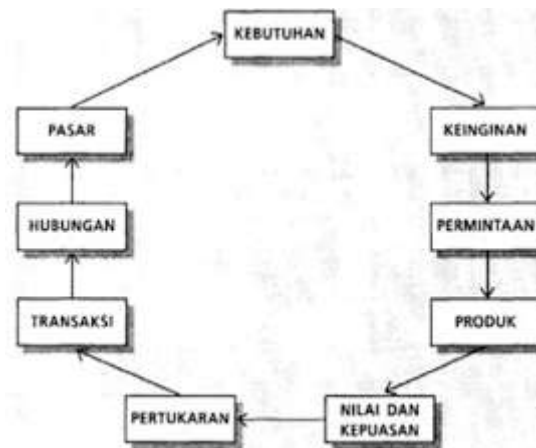 KEBUTUHAN
KEINGINAN
PERMINTAAN
PRODUK
NILAI DAN
KEPUASAN
PERTUKARAN
TRANSAKSI
HUBUNGAN
PASAR